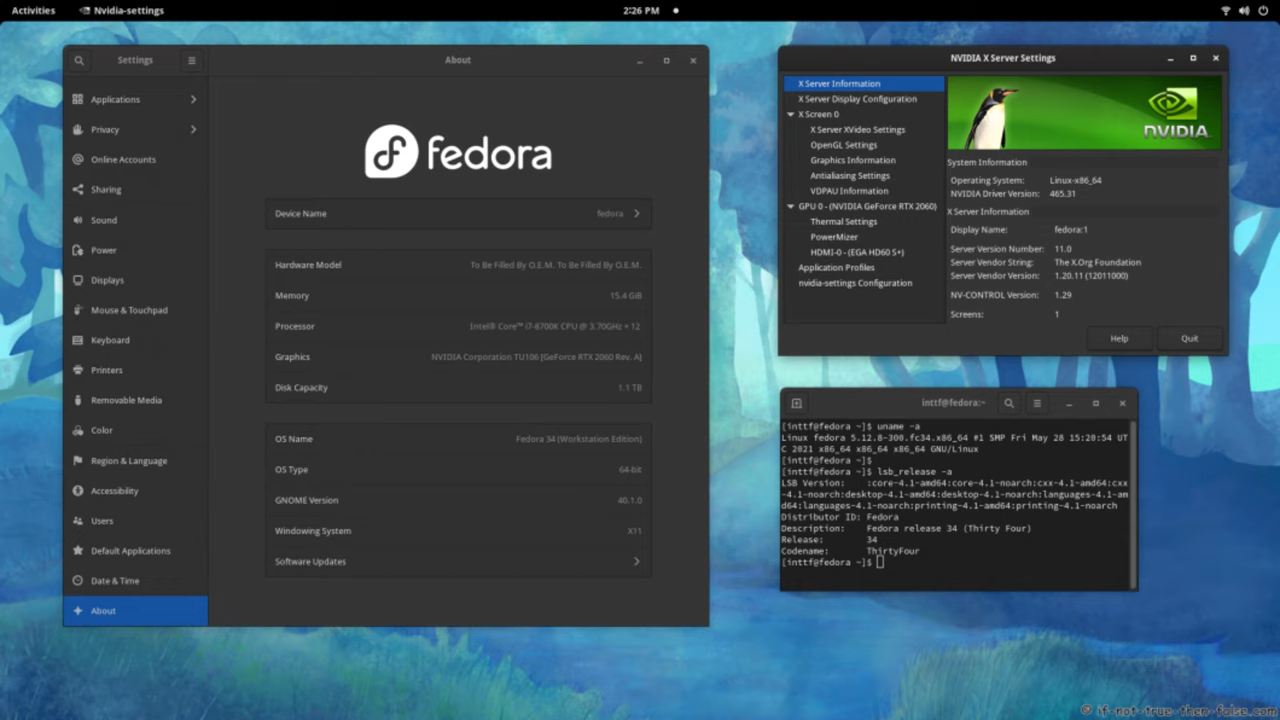 Activities
Nvidia-settings
2:26 PM
Settings
About
Applications
Privacy
Online Accounts
Sharing
Sound
Power
Displays
Mouse & Touchpad
Keyboard
Printers
Removable Media
Color
Region & Language
Accessibility
Users
Default Applications
Date & Time
About
fedora
Device Name fedora
Hardware Model To Be Filled By O.E.M. To Be Filled By O.E.M.
Memory 15.4 GiB
Processor Intel® Core™ i7-8700K CPU @ 3.70GHz × 12
Graphics NVIDIA Corporation TU106 [GeForce RTX 2060 Rev. A]
Disk Capacity 1.1 TB
OS Name Fedora 34 (Workstation Edition)
OS Type 64-bit
GNOME Version 40.1.0
Windowing System X11
Software Updates
NVIDIA X Server Settings
X Server Information
X Server Display Configuration
X Screen 0
X Server XVideo Settings
OpenGL Settings
Graphics Information
Antialiasing Settings
VDPAU Information
GPU 0 - (NVIDIA GeForce RTX 2060)
Thermal Settings
PowerMizer
HDMI-0 - (EGA HD60 S+)
Application Profiles
nvidia-settings Configuration
NVIDIA
System Information
Operating System: Linux-x86_64
NVIDIA Driver Version: 465.31
X Server Information
Display Name: fedora:1
Server Version Number: 11.0
Server Vendor String: The X.Org Foundation
Server Vendor Version: 1.20.11 (12011000)
NV-CONTROL Version: 1.29
Screens: 1
Help
Quit
inttf@fedora:~
[inttf@fedora ~]$ uname -a
Linux fedora 5.12.8-300.fc34.x86_64 #1 SMP Fri May 28 15:20:54 UT
C 2021 x86_64 x86_64 x86_64 GNU/Linux
[inttf@fedora ~]$
[inttf@fedora ~]$ lsb_release -a
LSB Version: :core-4.1-amd64:core-4.1-noarch:cxx-4.1-amd64:cxx
-4.1-noarch:desktop-4.1-amd64:desktop-4.1-noarch:languages-4.1-am
d64:languages-4.1-noarch:printing-4.1-amd64:printing-4.1-noarch
Distributor ID: Fedora
Description: Fedora release 34 (Thirty Four)
Release: 34
Codename: ThirtyFour
[inttf@fedora ~]$
© if-not-true-then-false.com